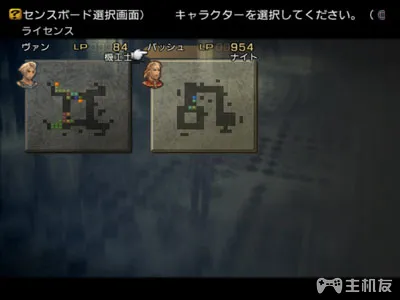 センスボード選択画面)
キャラクターを選択してください。(
ライセンス
ヴァン LP 84
機工士
バッシュ LP 954
ナイト
主机友